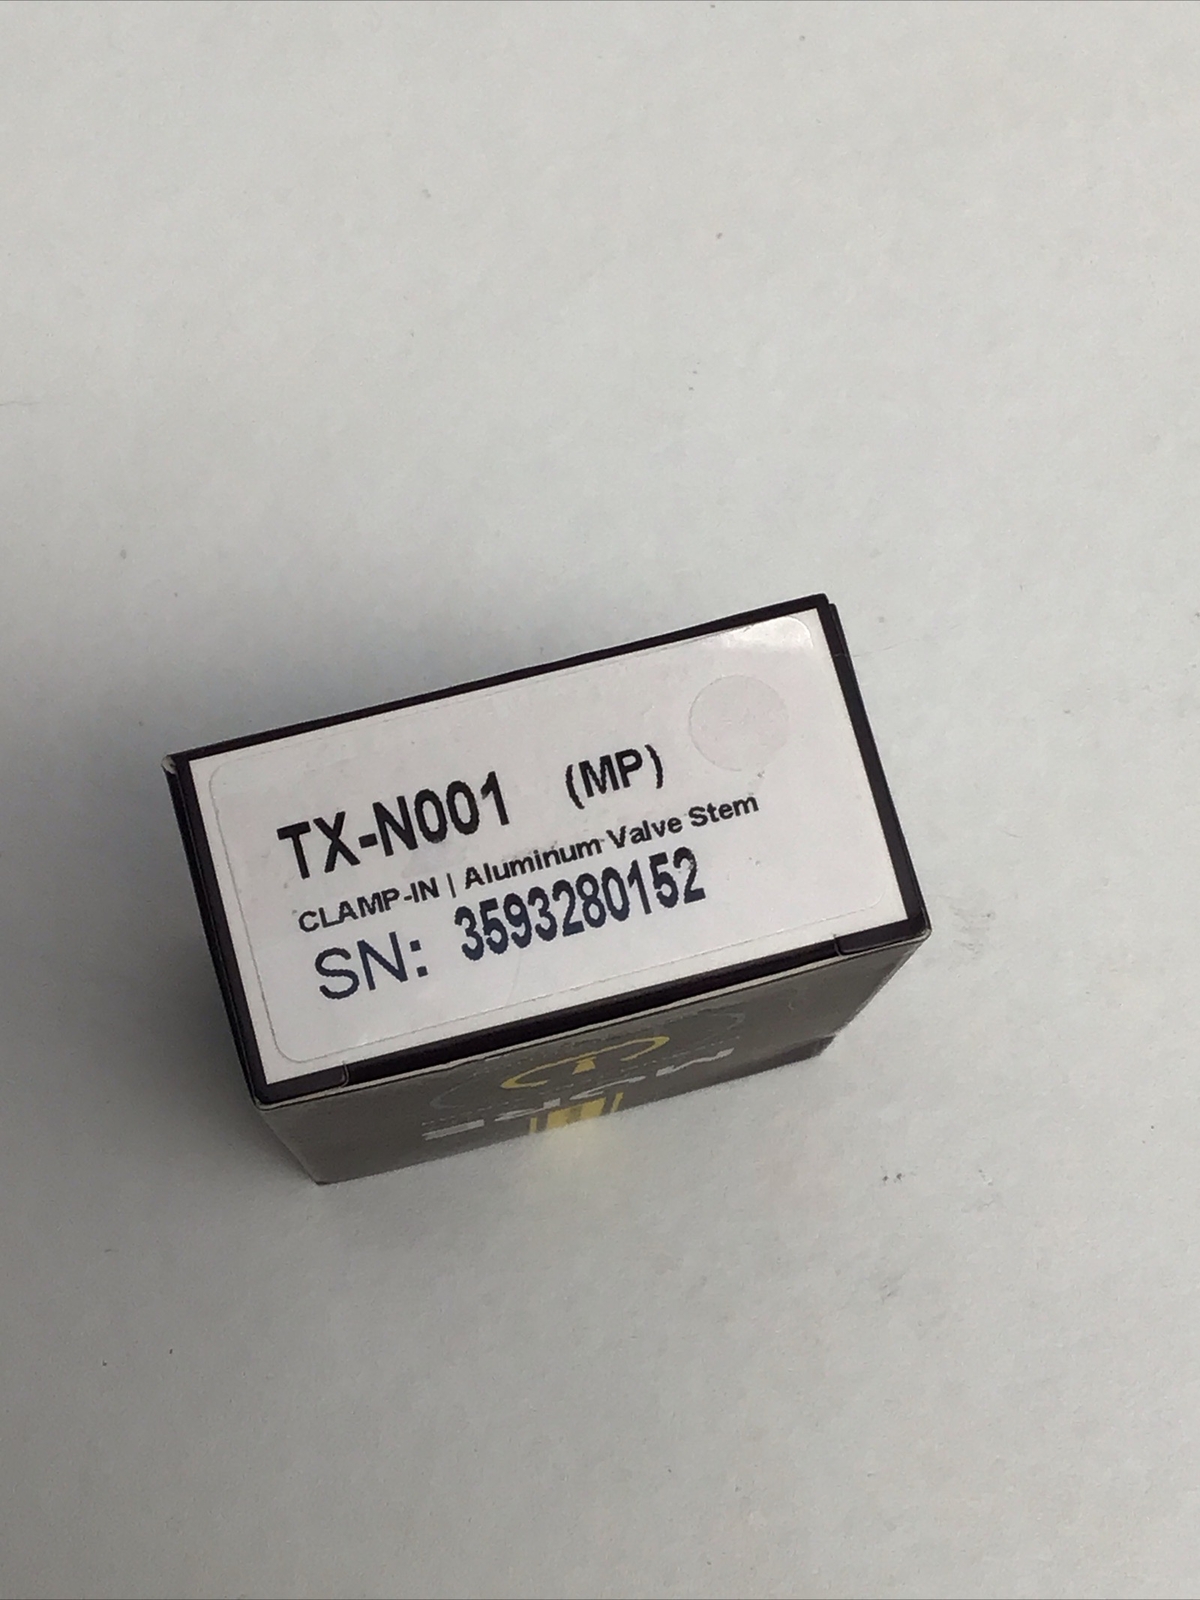 TX-N001 (MP)
CLAMP-IN | Aluminum Valve Stem
SN: 3593280152